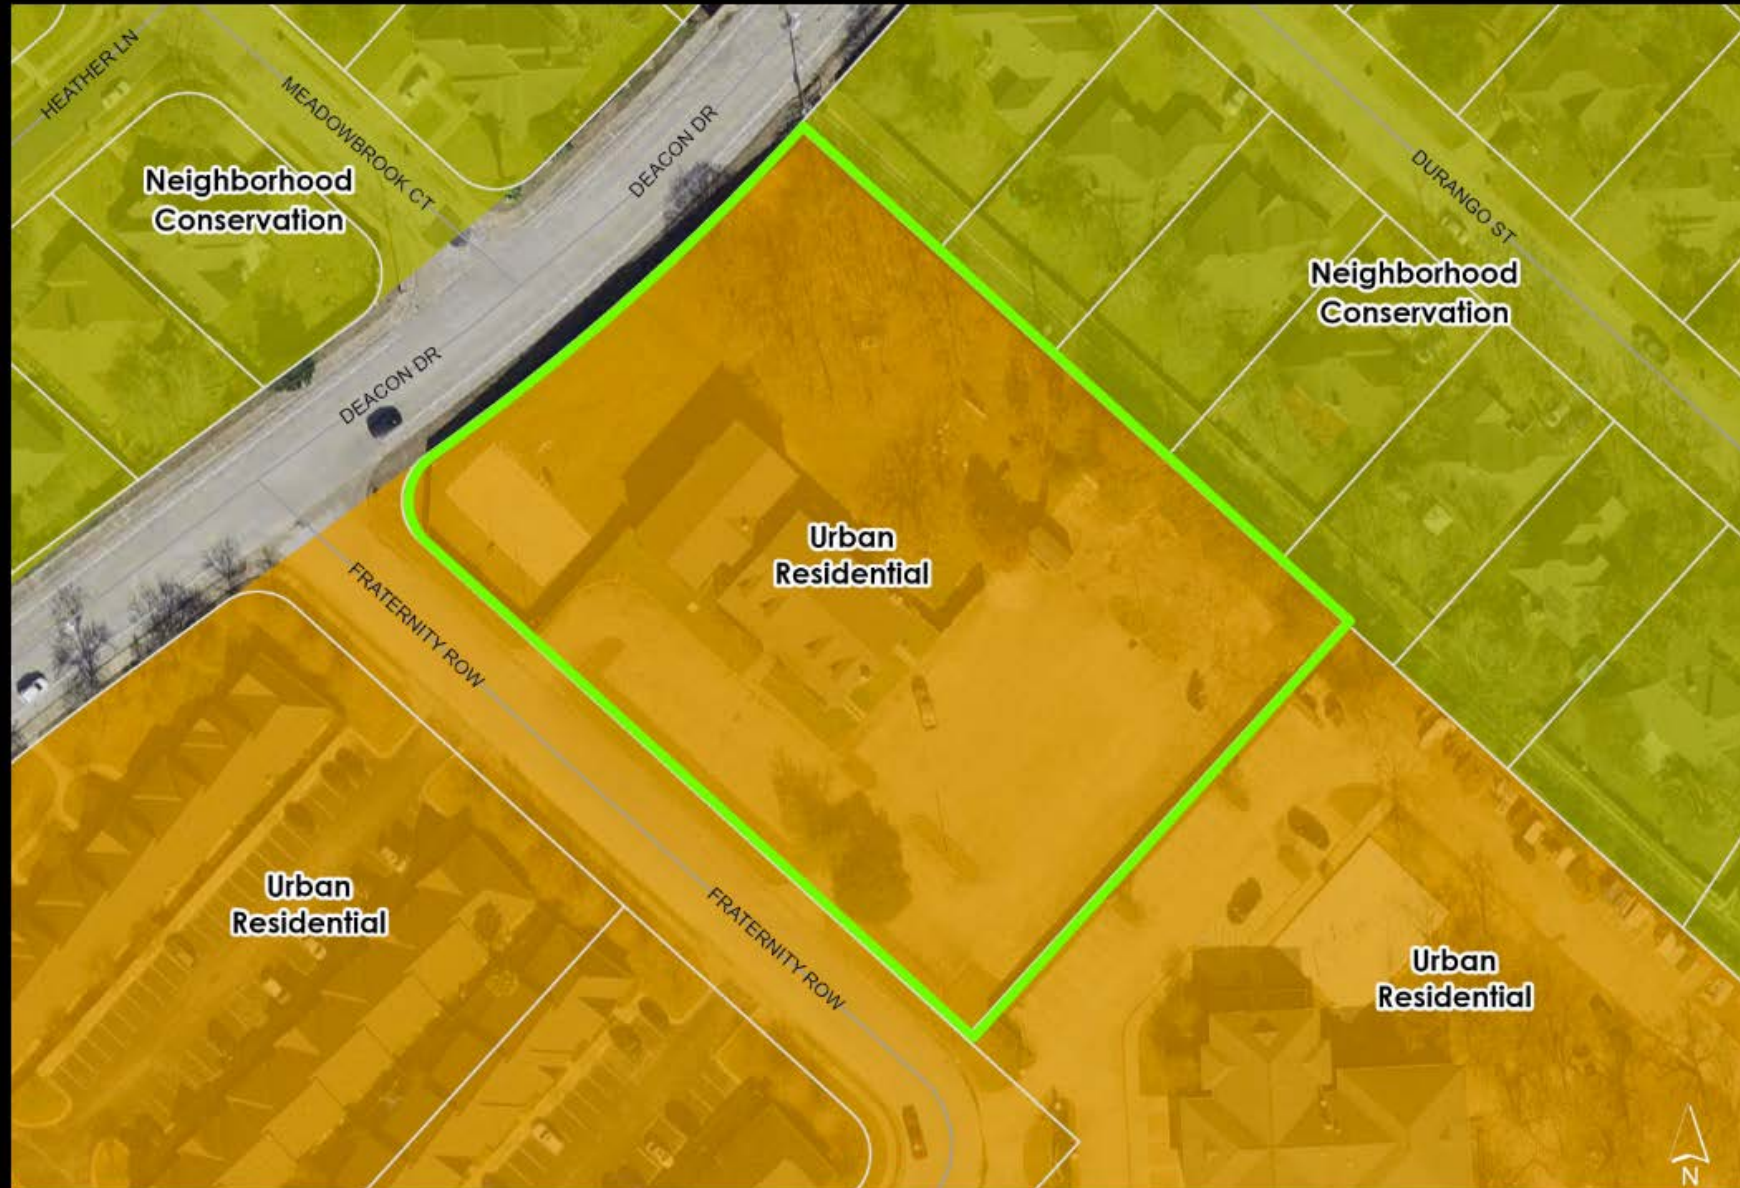 HEATHER LN
MEADOWBROOK CT
DEACON DR
DURANGO ST
Neighborhood
Conservation
Neighborhood
Conservation
DEACON DR
Urban
Residential
FRATERNITY ROW
Urban
Residential
FRATERNITY ROW
Urban
Residential
N